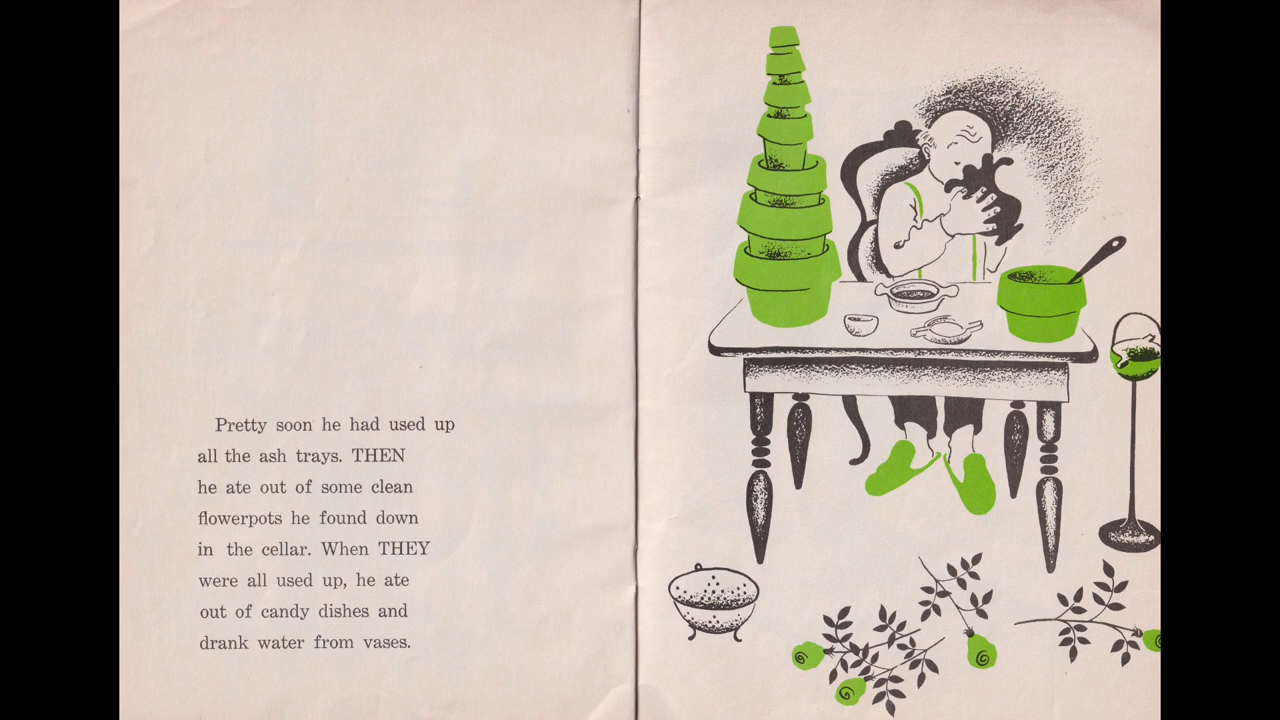 Pretty soon he had used up
all the ash trays. THEN
he ate out of some clean
flowerpots he found down
in the cellar. When THEY
were all used up, he ate
out of candy dishes and
drank water from vases.